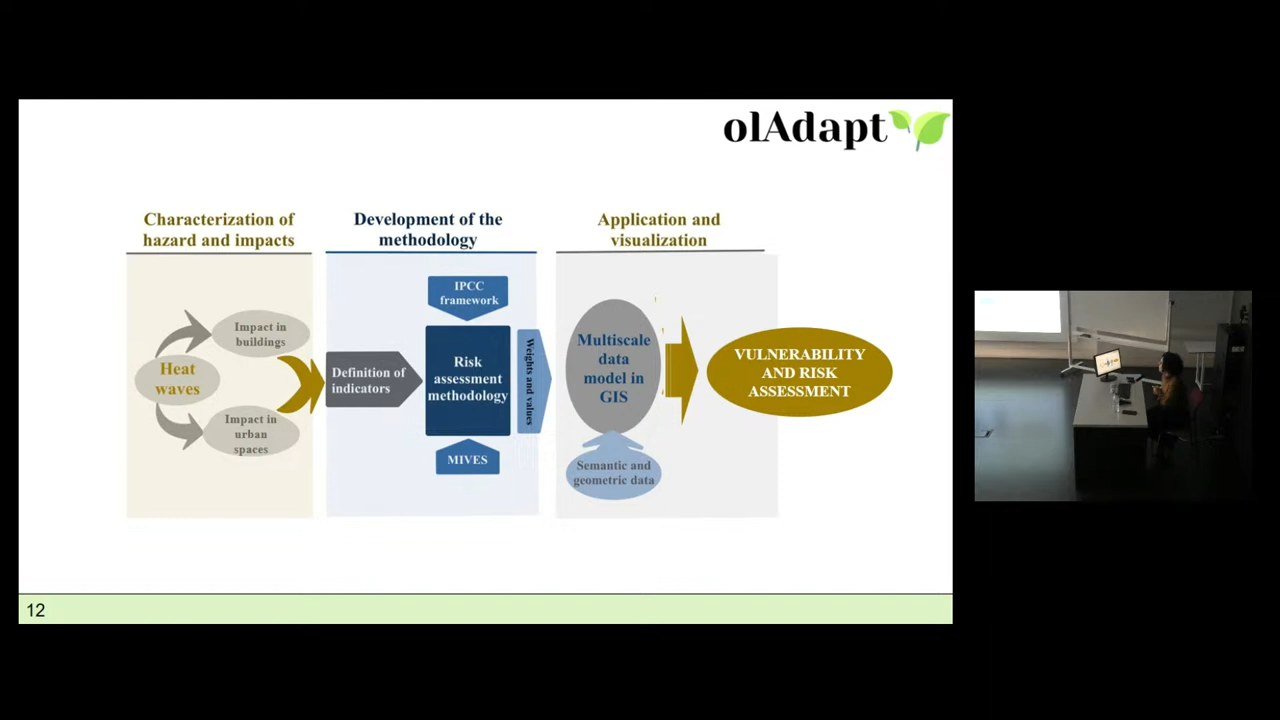 olAdapt
Characterization of
hazard and impacts
Development of the
methodology
Application and
visualization
Heat
waves
Impact in
buildings
Impact in
urban
spaces
Definition of
indicators
IPCC
framework
Risk
assessment
methodology
MIVES
Weights and values
Multiscale
data
model in
GIS
Semantic and
geometric data
VULNERABILITY
AND RISK
ASSESSMENT
12